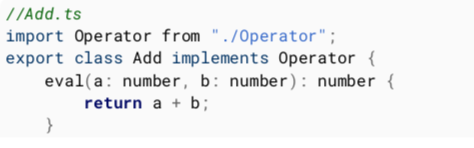 //Add.ts
import Operator from "./Operator";
export class Add implements Operator {
    eval(a: number, b: number): number {
        return a + b;
    }